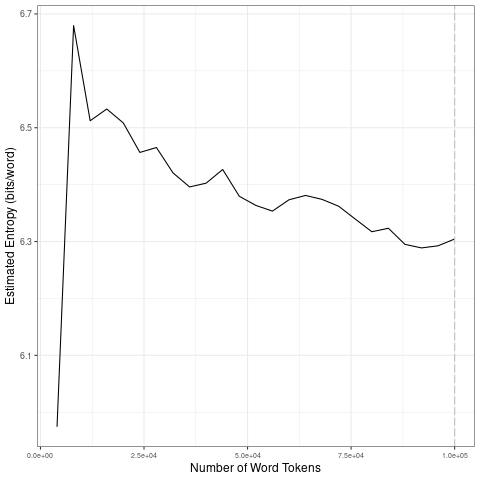 Estimated Entropy (bits/word)
6.7
6.5
6.3
6.1
0.0e+00 2.5e+04 5.0e+04 7.5e+04 1.0e+05
Number of Word Tokens